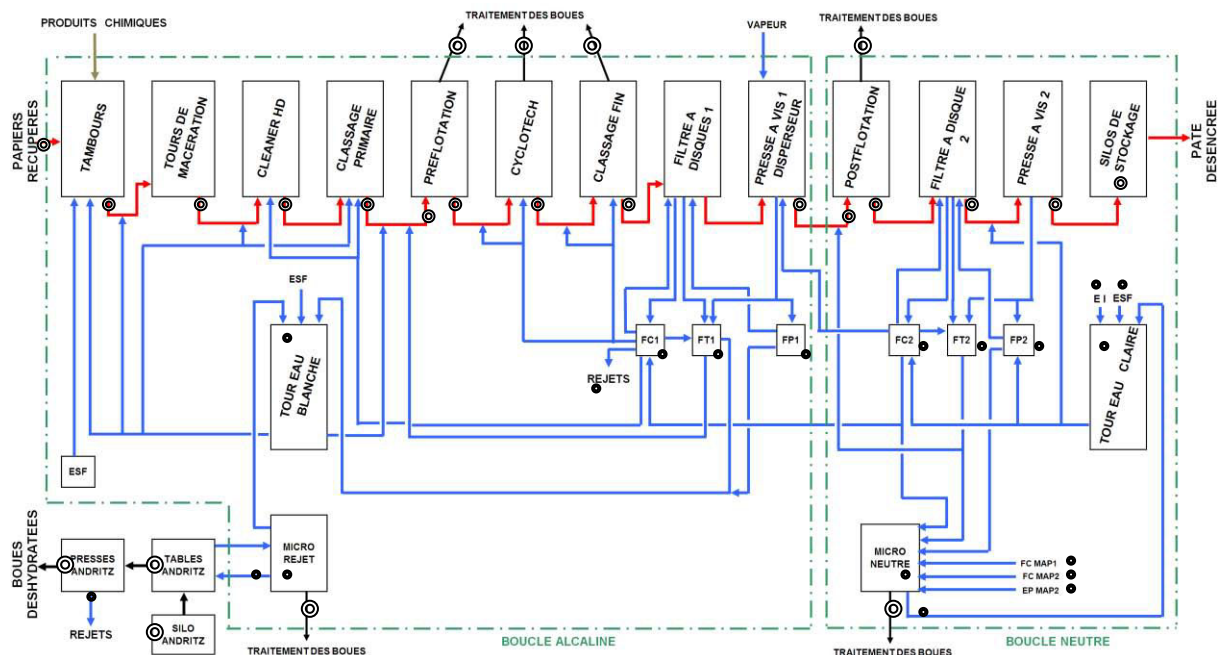 TRAITEMENT DES BOUES
TRAITEMENT DES BOUES
PRODUITS CHIMIQUES
VAPEUR
PAPIERS
RECUPERES
TAMBOURS
TOURS DE
MACERATION
CLEANER HD
CLASSAGE
PRIMAIRE
PREFLOTATION
CYCLOTECH
CLASSAGE FIN
FILTRE A
DISQUES 1
PRESSE A VIS 1
DISPERSEUR
POSTFLOTATION
FILTRE A DISQUE
2
PRESSE A VIS 2
SILOS DE
STOCKAGE
PATE
DESENCREE
ESF
E I
ESF
TOUR EAU
BLANCHE
FC1
FT1
FP1
FC2
FT2
FP2
TOUR EAU CLAIRE
REJETS
ESF
BOUES
DESHYDRATEES
PRESSES
ANDRITZ
TABLES
ANDRITZ
MICRO
REJET
MICRO
NEUTRE
FC MAP1
FC MAP2
EP MAP2
REJETS
SILO
ANDRITZ
BOUCLE ALCALINE
BOUCLE NEUTRE
TRAITEMENT DES BOUES
TRAITEMENT DES BOUES